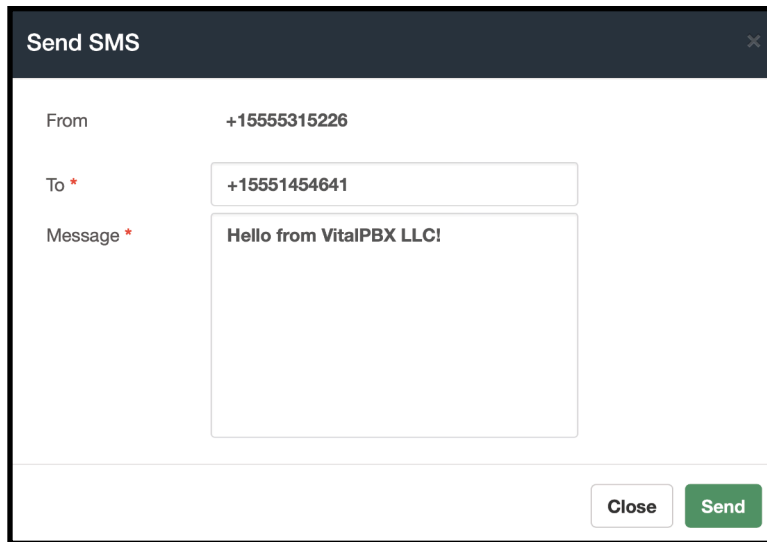 Send SMS ×
From +15555315226
To * +15551454641
Message * Hello from VitalPBX LLC!
Close Send